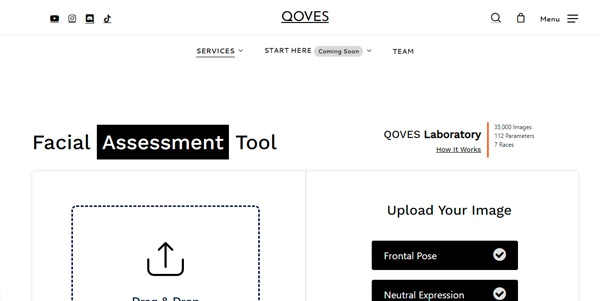 QOVES
Menu
SERVICES
START HERE Coming Soon
TEAM
Facial Assessment Tool
QOVES Laboratory
How It Works
35,000 Images
112 Parameters
7 Races
Upload Your Image
Frontal Pose
Neutral Expression
Drag & Drop